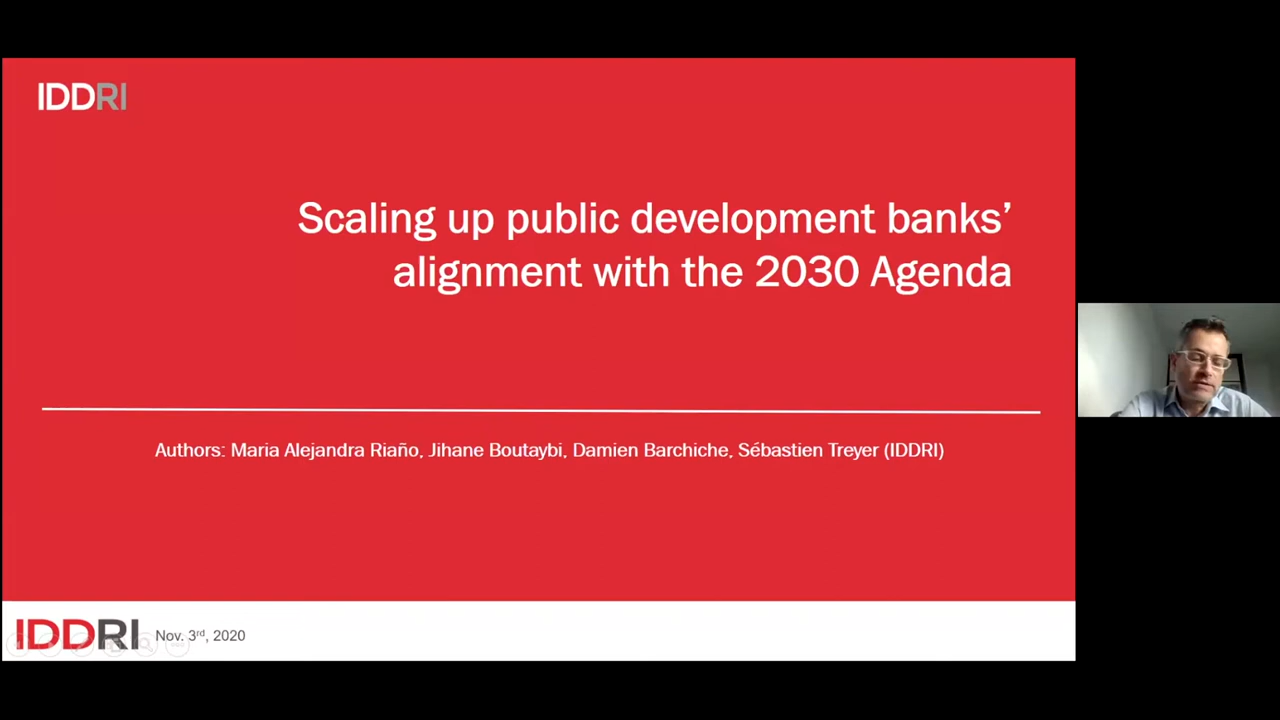 IDDRI
Scaling up public development banks’
alignment with the 2030 Agenda
Authors: Maria Alejandra Riaño, Jihane Boutaybi, Damien Barchiche, Sébastien Treyer (IDDRI)
IDDRI
Nov. 3rd, 2020